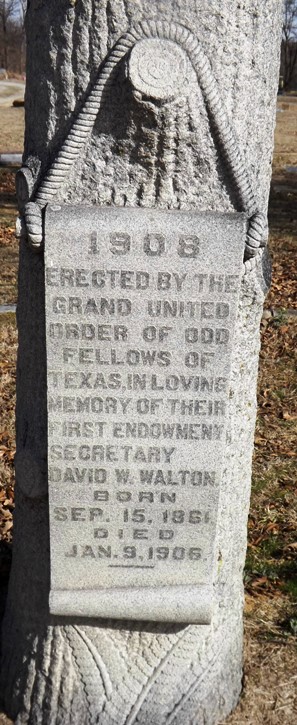 1908
ERECTED BY THE
GRAND UNITED
ORDER OF ODD
FELLOWS OF
TEXAS, IN LOVING
MEMORY OF THEIR
FIRST ENDOWMENT
SECRETARY
DAVID W. WALTON.
BORN
SEP. 15, 1861.
DIED
JAN. 9, 1906.